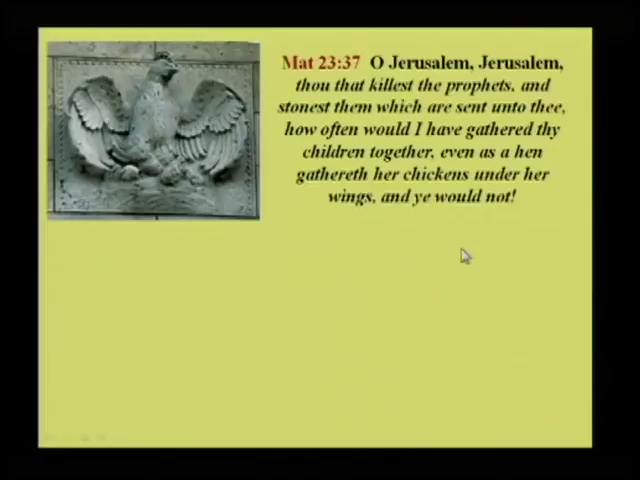 Mat 23:37 O Jerusalem, Jerusalem,
thou that killest the prophets, and
stonest them which are sent unto thee,
how often would I have gathered thy
children together, even as a hen
gathereth her chickens under her
wings, and ye would not!